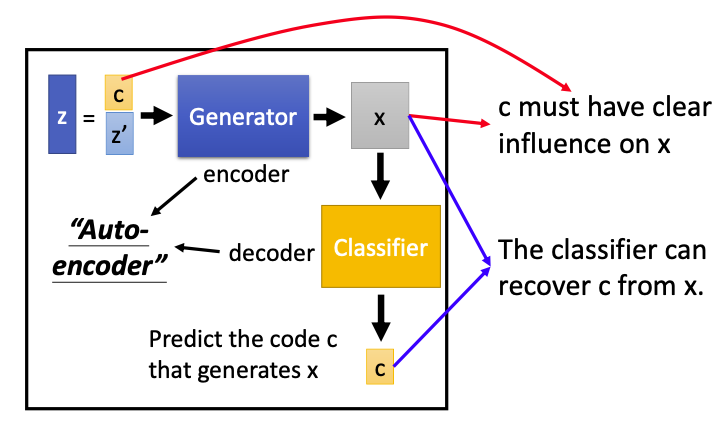 z
=
c
z’
Generator
x
c must have clear
influence on x
encoder
“Auto-
encoder”
decoder
Classifier
The classifier can
recover c from x.
Predict the code c
that generates x
c